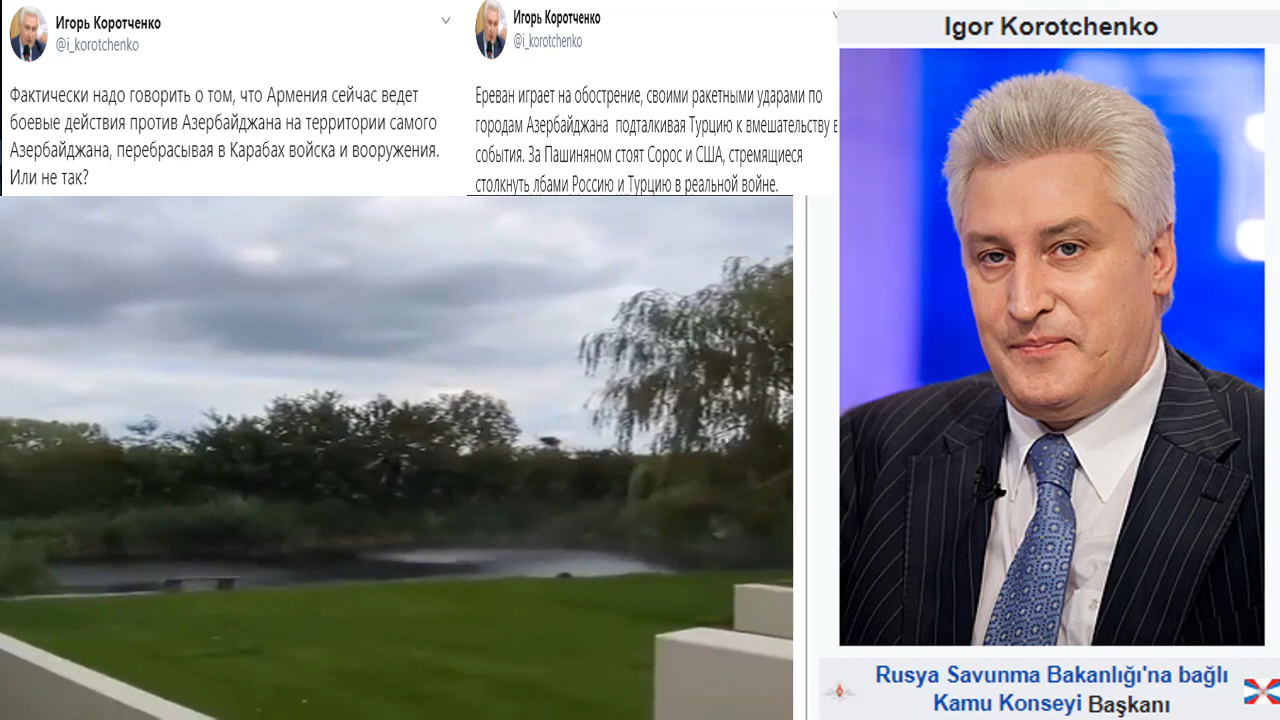 Игорь Коротченко
@i_korotchenko
Фактически надо говорить о том, что Армения сейчас ведет
боевые действия против Азербайджана на территории самого
Азербайджана, перебрасывая в Карабах войска и вооружения.
Или не так?
Игорь Коротченко
@i_korotchenko
Ереван играет на обострение, своими ракетными ударами по
городам Азербайджана подталкивая Турцию к вмешательству в
события. За Пашиняном стоят Сорос и США, стремящиеся
столкнуть лбами Россию и Турцию в реальной войне.
Igor Korotchenko
Rusya Savunma Bakanlığı'na bağlı
Kamu Konseyi Başkanı